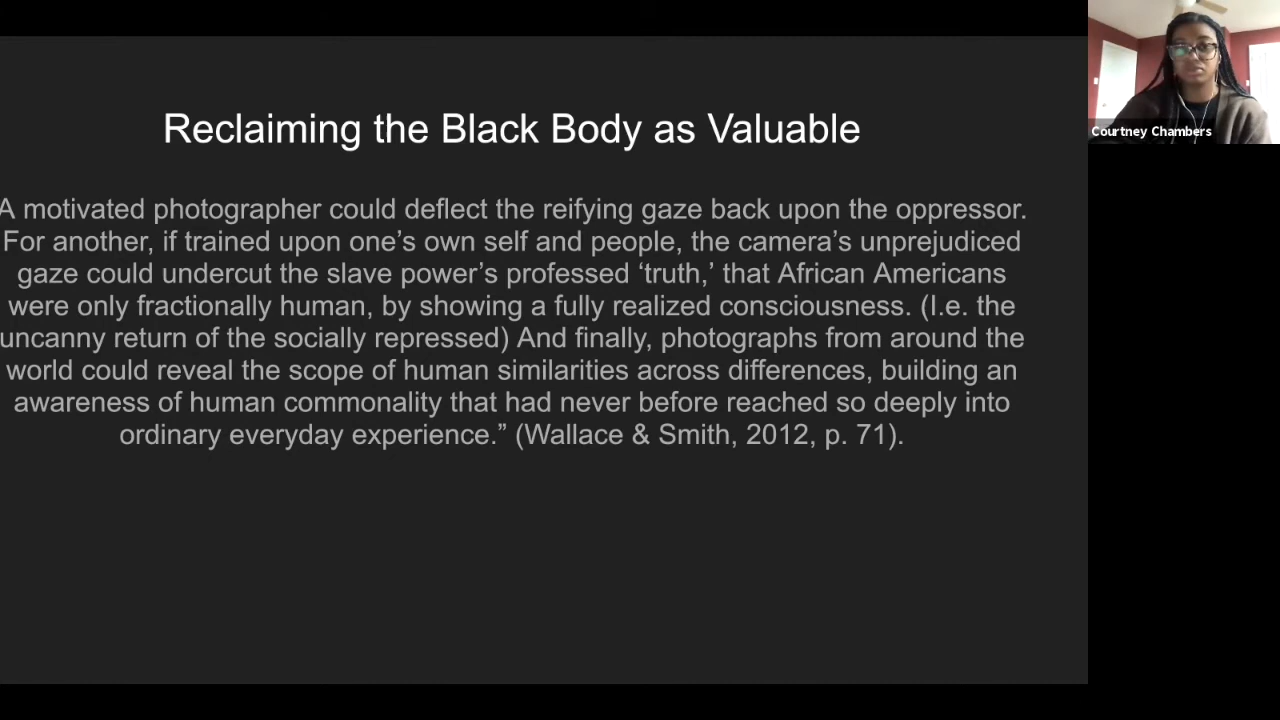 Reclaiming the Black Body as Valuable
A motivated photographer could deflect the reifying gaze back upon the oppressor.
For another, if trained upon one’s own self and people, the camera’s unprejudiced
gaze could undercut the slave power’s professed ‘truth,’ that African Americans
were only fractionally human, by showing a fully realized consciousness. (I.e. the
uncanny return of the socially repressed) And finally, photographs from around the
world could reveal the scope of human similarities across differences, building an
awareness of human commonality that had never before reached so deeply into
ordinary everyday experience.” (Wallace & Smith, 2012, p. 71).
Courtney Chambers